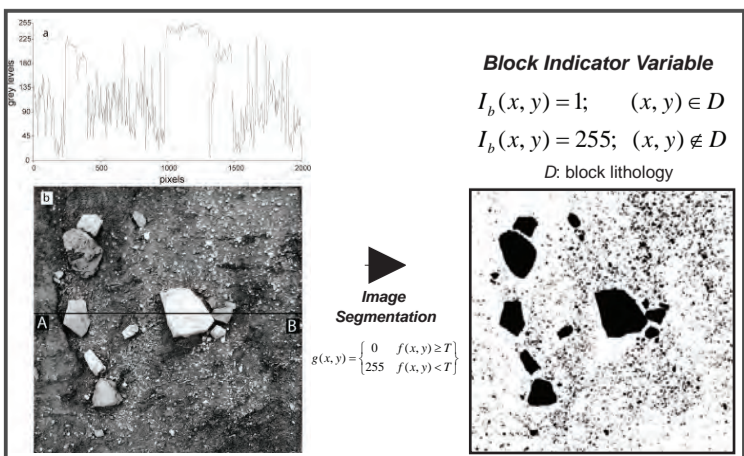 255
225
180
135
90
45
0
grey levels
a
0 500 1000 1500 2000
pixels
b
A
B
Image
Segmentation
g(x, y) = { 0 f(x, y) ≥ T
255 f(x, y) < T }
Block Indicator Variable
I_b(x, y) = 1; (x, y) ∈ D
I_b(x, y) = 255; (x, y) ∉ D
D: block lithology